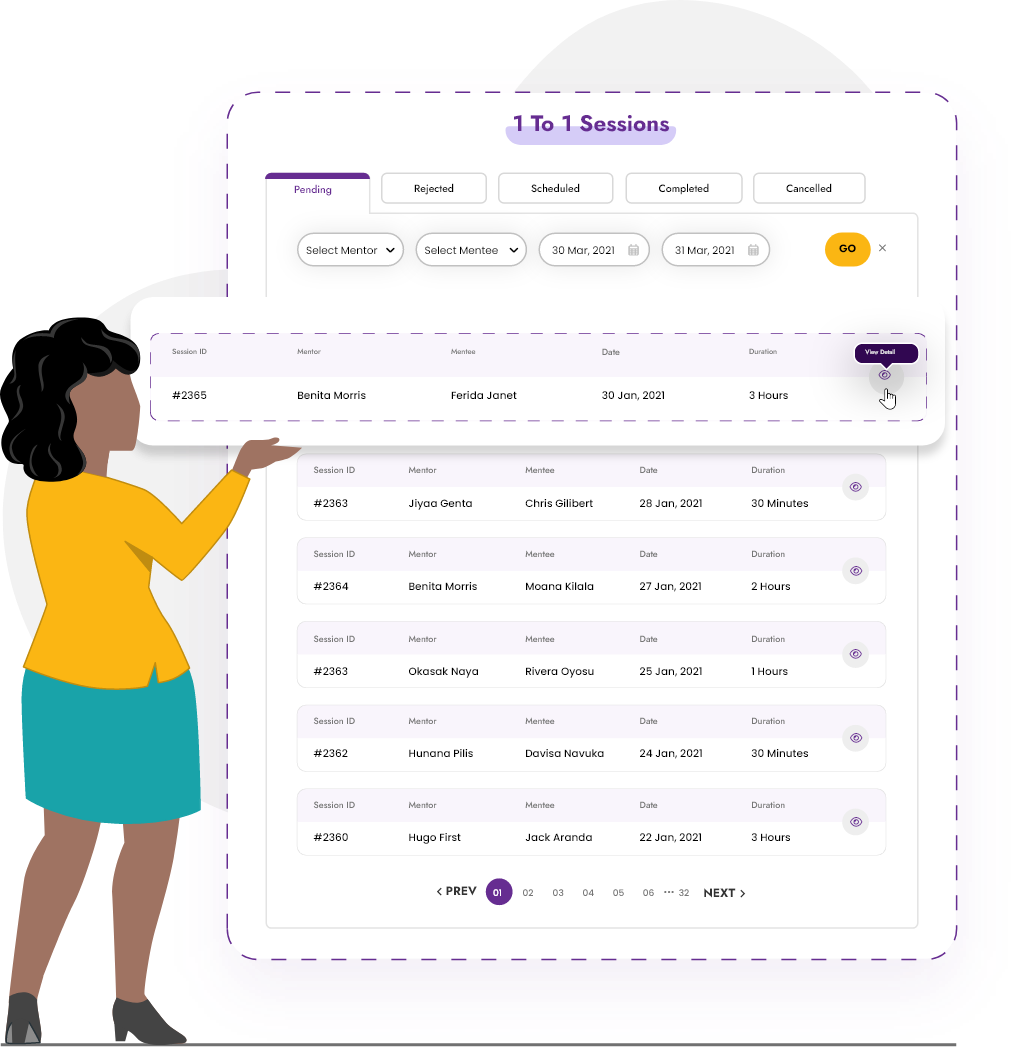 1 To 1 Sessions
Pending Rejected Scheduled Completed Cancelled
Select Mentor Select Mentee 30 Mar, 2021 31 Mar, 2021 GO ×
View Detail
Session ID Mentor Mentee Date Duration
#2365 Benita Morris Ferida Janet 30 Jan, 2021 3 Hours
Session ID Mentor Mentee Date Duration
#2363 Jiyaa Genta Chris Gilibert 28 Jan, 2021 30 Minutes
Session ID Mentor Mentee Date Duration
#2364 Benita Morris Moana Kilala 27 Jan, 2021 2 Hours
Session ID Mentor Mentee Date Duration
#2363 Okasak Naya Rivera Oyosu 25 Jan, 2021 1 Hours
Session ID Mentor Mentee Date Duration
#2362 Hunana Pilis Davisa Navuka 24 Jan, 2021 30 Minutes
Session ID Mentor Mentee Date Duration
#2360 Hugo First Jack Aranda 22 Jan, 2021 3 Hours
< PREV 01 02 03 04 05 06 ··· 32 NEXT >